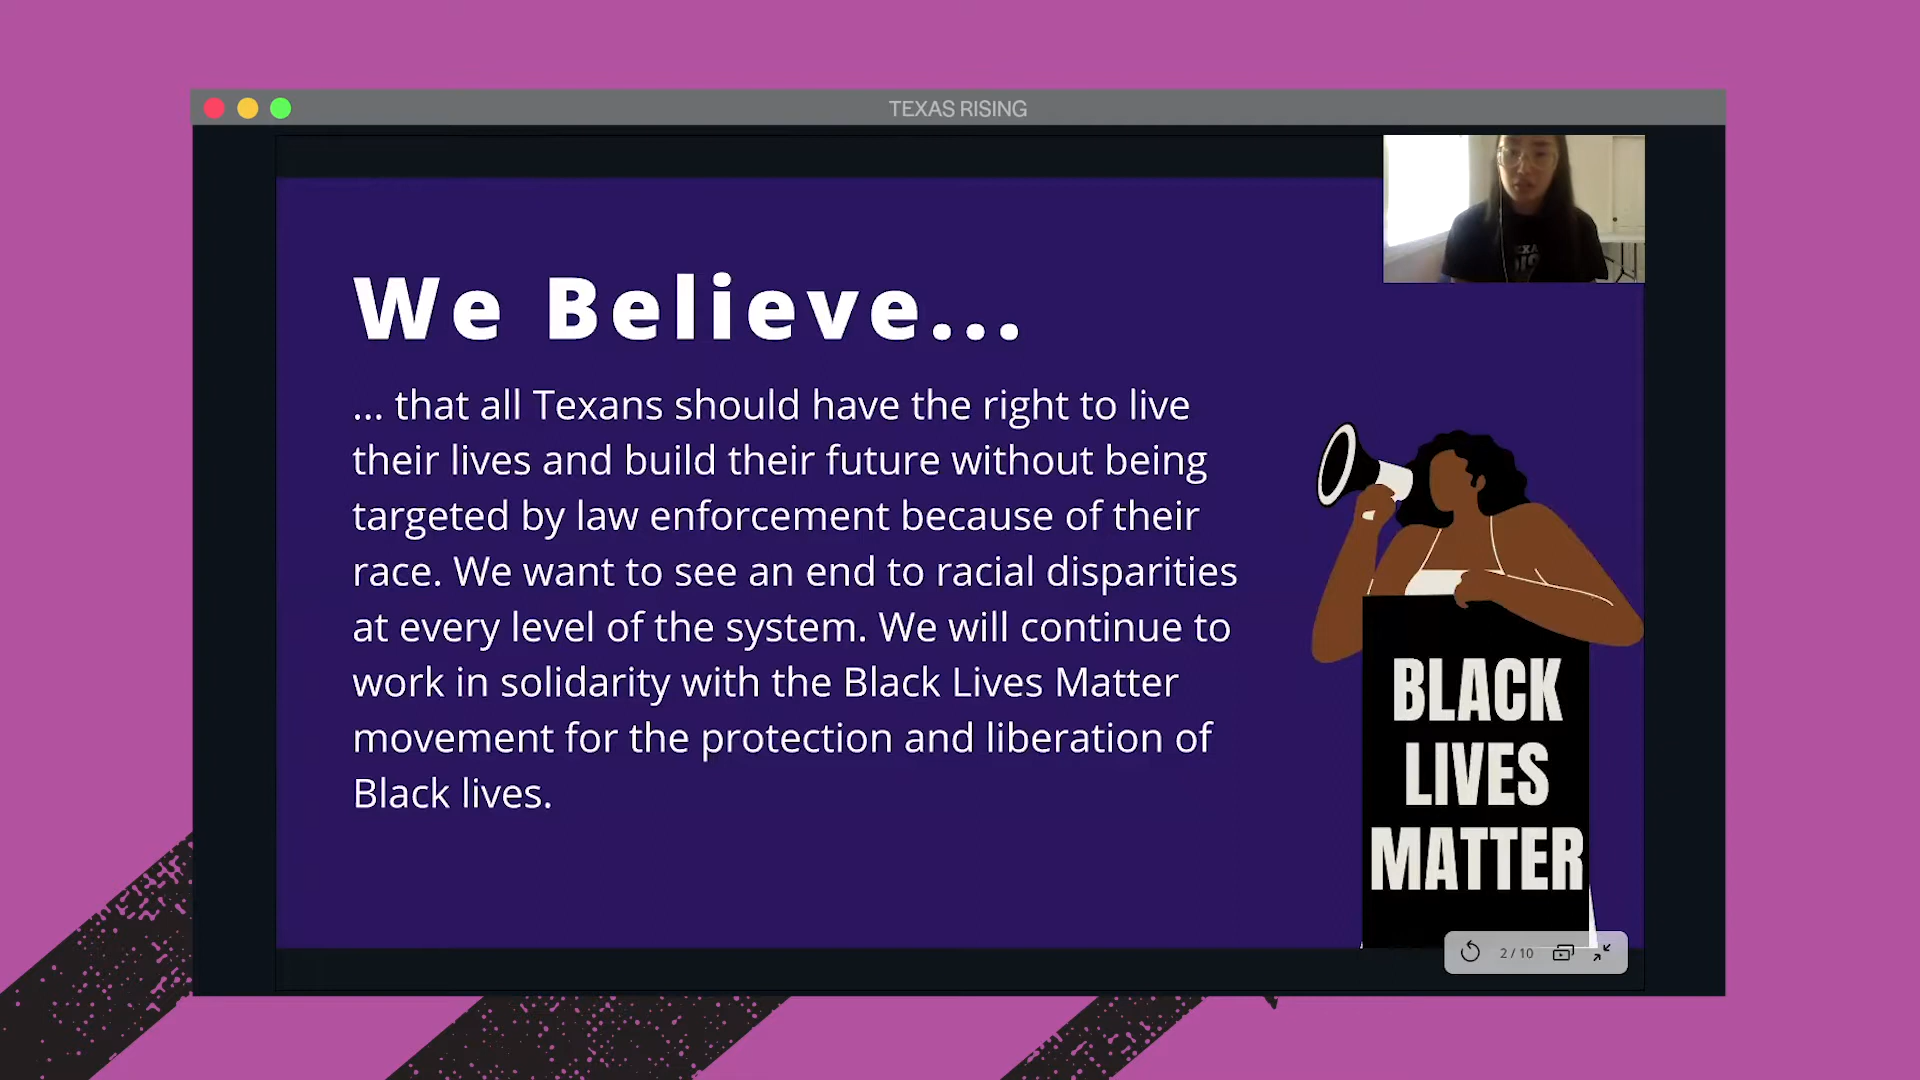 TEXAS RISING
We Believe...
... that all Texans should have the right to live
their lives and build their future without being
targeted by law enforcement because of their
race. We want to see an end to racial disparities
at every level of the system. We will continue to
work in solidarity with the Black Lives Matter
movement for the protection and liberation of
Black lives.
BLACK
LIVES
MATTER
2 / 10